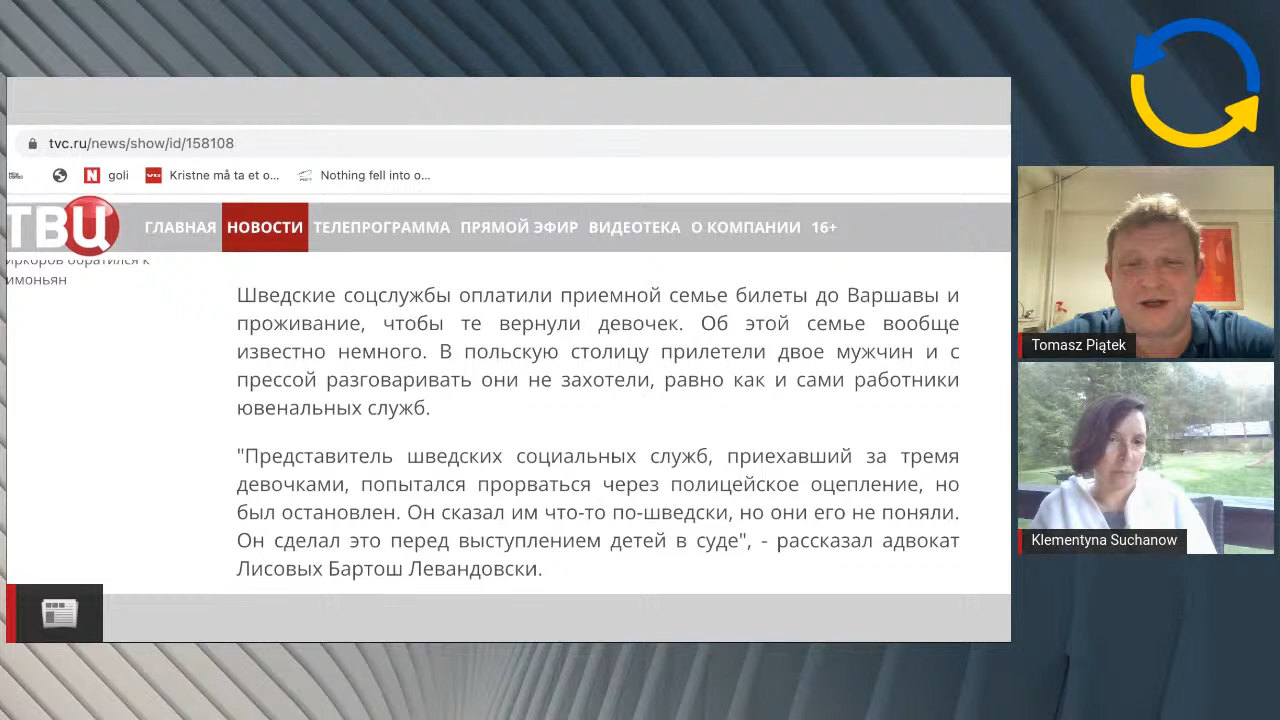 tvc.ru/news/show/id/158108
goli
Kristne må ta et o...
Nothing fell into o...
ТВЦ
ГЛАВНАЯ НОВОСТИ ТЕЛЕПРОГРАММА ПРЯМОЙ ЭФИР ВИДЕОТЕКА О КОМПАНИИ 16+
иркоров обратился к
имоньян
Шведские соцслужбы оплатили приемной семье билеты до Варшавы и
проживание, чтобы те вернули девочек. Об этой семье вообще
известно немного. В польскую столицу прилетели двое мужчин и с
прессой разговаривать они не захотели, равно как и сами работники
ювенальных служб.
"Представитель шведских социальных служб, приехавший за тремя
девочками, попытался прорваться через полицейское оцепление, но
был остановлен. Он сказал им что-то по-шведски, но они его не поняли.
Он сделал это перед выступлением детей в суде", - рассказал адвокат
Лисовых Бартош Левандовски.
Tomasz Piątek
Klementyna Suchanow